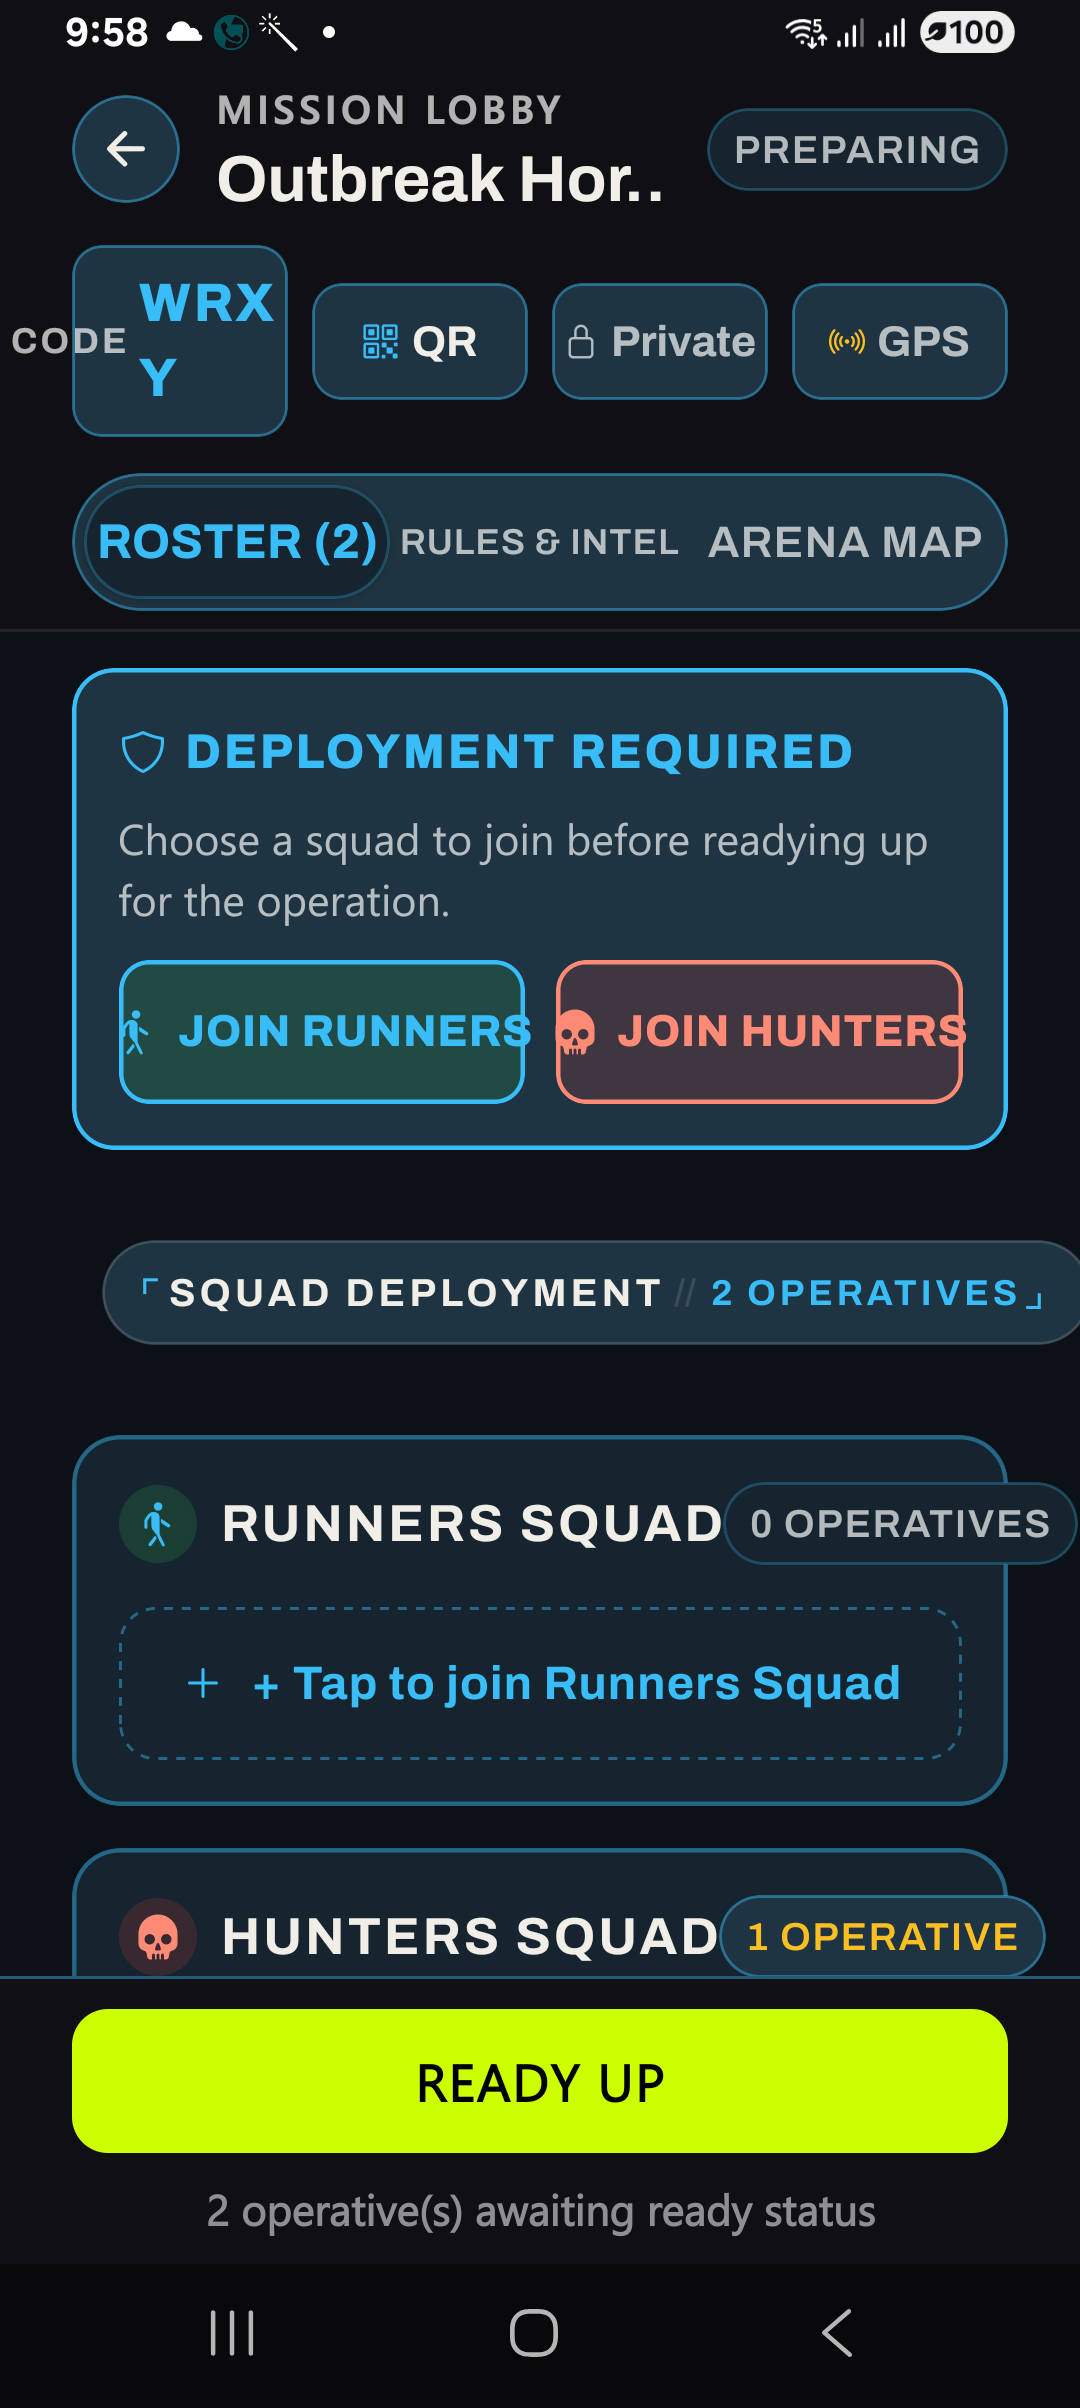 9:58
5
100
MISSION LOBBY
Outbreak Hor..
PREPARING
CODE
WRX
Y
QR
Private
GPS
ROSTER (2)
RULES & INTEL
ARENA MAP
DEPLOYMENT REQUIRED
Choose a squad to join before readying up
for the operation.
JOIN RUNNERS
JOIN HUNTERS
「 SQUAD DEPLOYMENT // 2 OPERATIVES 」
RUNNERS SQUAD
0 OPERATIVES
+ Tap to join Runners Squad
HUNTERS SQUAD
1 OPERATIVE
READY UP
2 operative(s) awaiting ready status